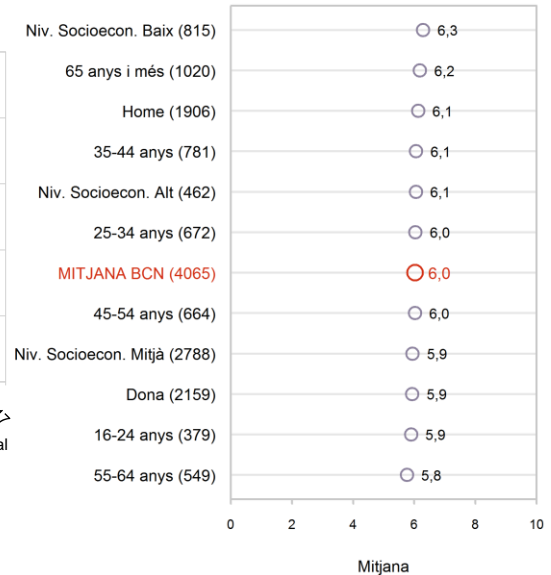 Niv. Socioecon. Baix (815) 6,3
65 anys i més (1020) 6,2
Home (1906) 6,1
35-44 anys (781) 6,1
Niv. Socioecon. Alt (462) 6,1
25-34 anys (672) 6,0
MITJANA BCN (4065) 6,0
45-54 anys (664) 6,0
Niv. Socioecon. Mitjà (2788) 5,9
Dona (2159) 5,9
16-24 anys (379) 5,9
al
55-64 anys (549) 5,8
0 2 4 6 8 10
Mitjana